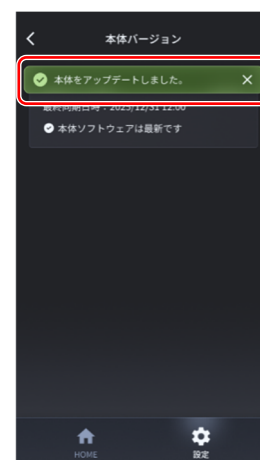 本体バージョン
本体をアップデートしました。
最終同期日時：2025/12/31 12:00
本体ソフトウェアは最新です
HOME
設定